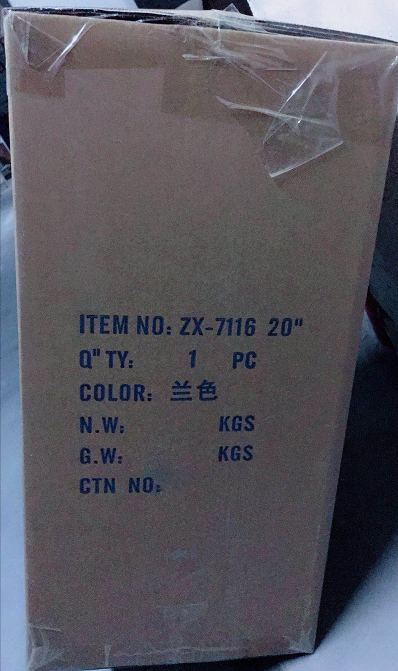 ITEM NO: ZX-7116 20"
Q"TY: 1 PC
COLOR: 兰色
N.W: KGS
G.W: KGS
CTN NO: